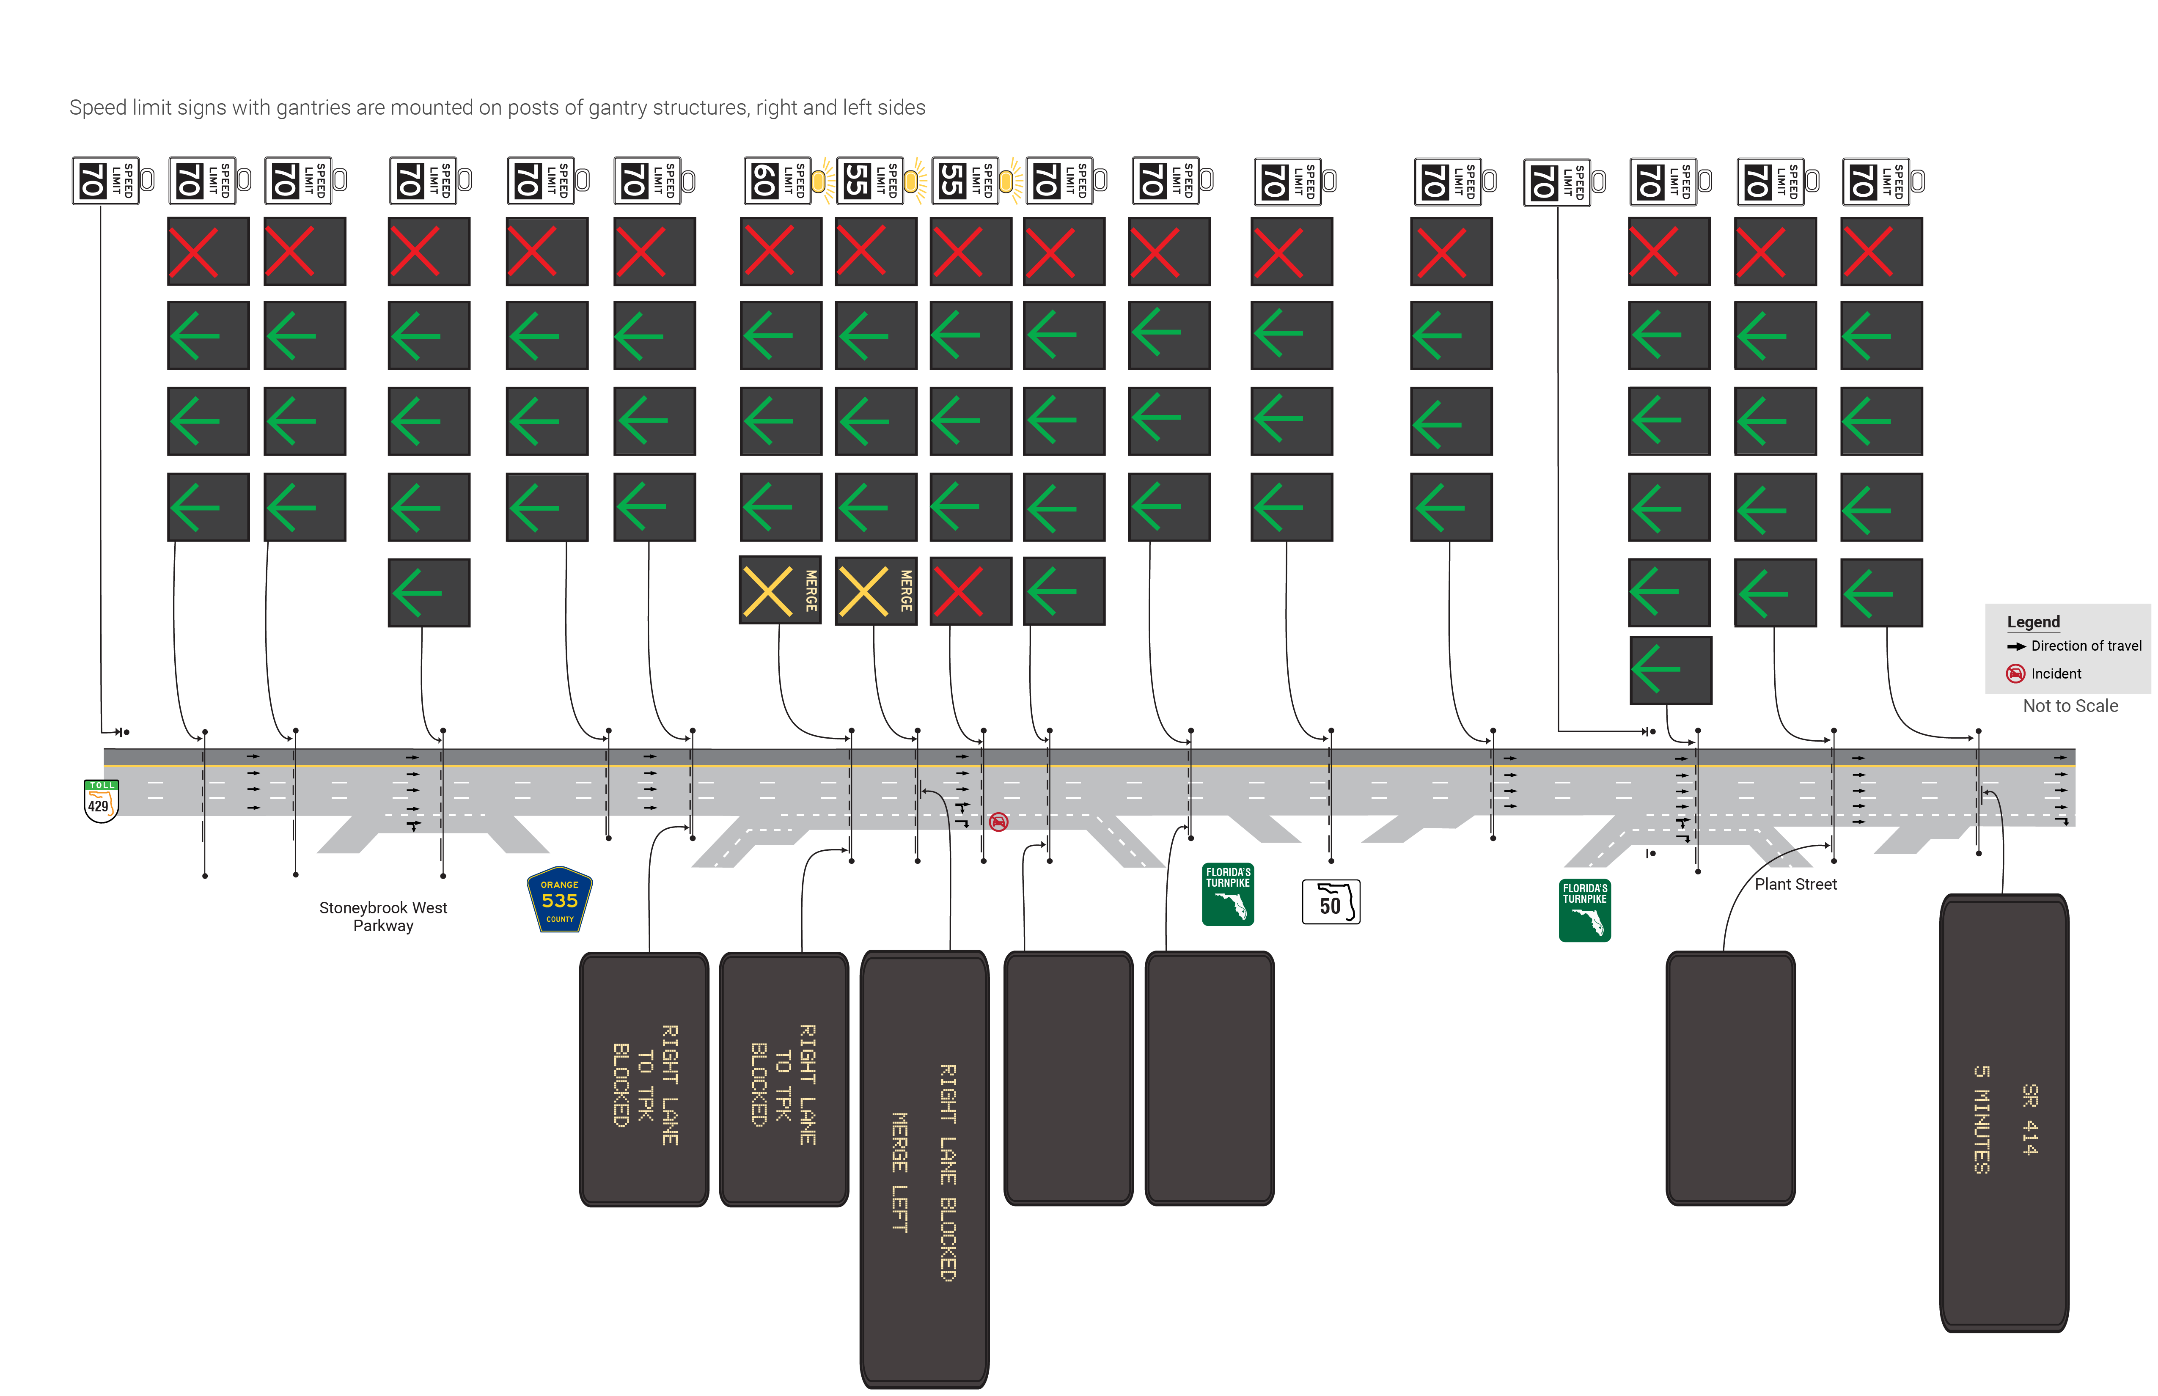 Speed limit signs with gantries are mounted on posts of gantry structures, right and left sides
SPEED
LIMIT
70
SPEED
LIMIT
70
SPEED
LIMIT
70
SPEED
LIMIT
70
SPEED
LIMIT
70
SPEED
LIMIT
70
SPEED
LIMIT
60
SPEED
LIMIT
55
SPEED
LIMIT
55
SPEED
LIMIT
70
SPEED
LIMIT
70
SPEED
LIMIT
70
SPEED
LIMIT
70
SPEED
LIMIT
70
SPEED
LIMIT
70
SPEED
LIMIT
70
SPEED
LIMIT
70
MERGE
MERGE
Legend
Direction of travel
Incident
Not to Scale
TOLL
429
Stoneybrook West
Parkway
ORANGE
535
COUNTY
FLORIDA'S
TURNPIKE
50
FLORIDA'S
TURNPIKE
Plant Street
RIGHT LANE
TO TPK
BLOCKED
RIGHT LANE
TO TPK
BLOCKED
RIGHT LANE BLOCKED
MERGE LEFT
SR 414
5 MINUTES